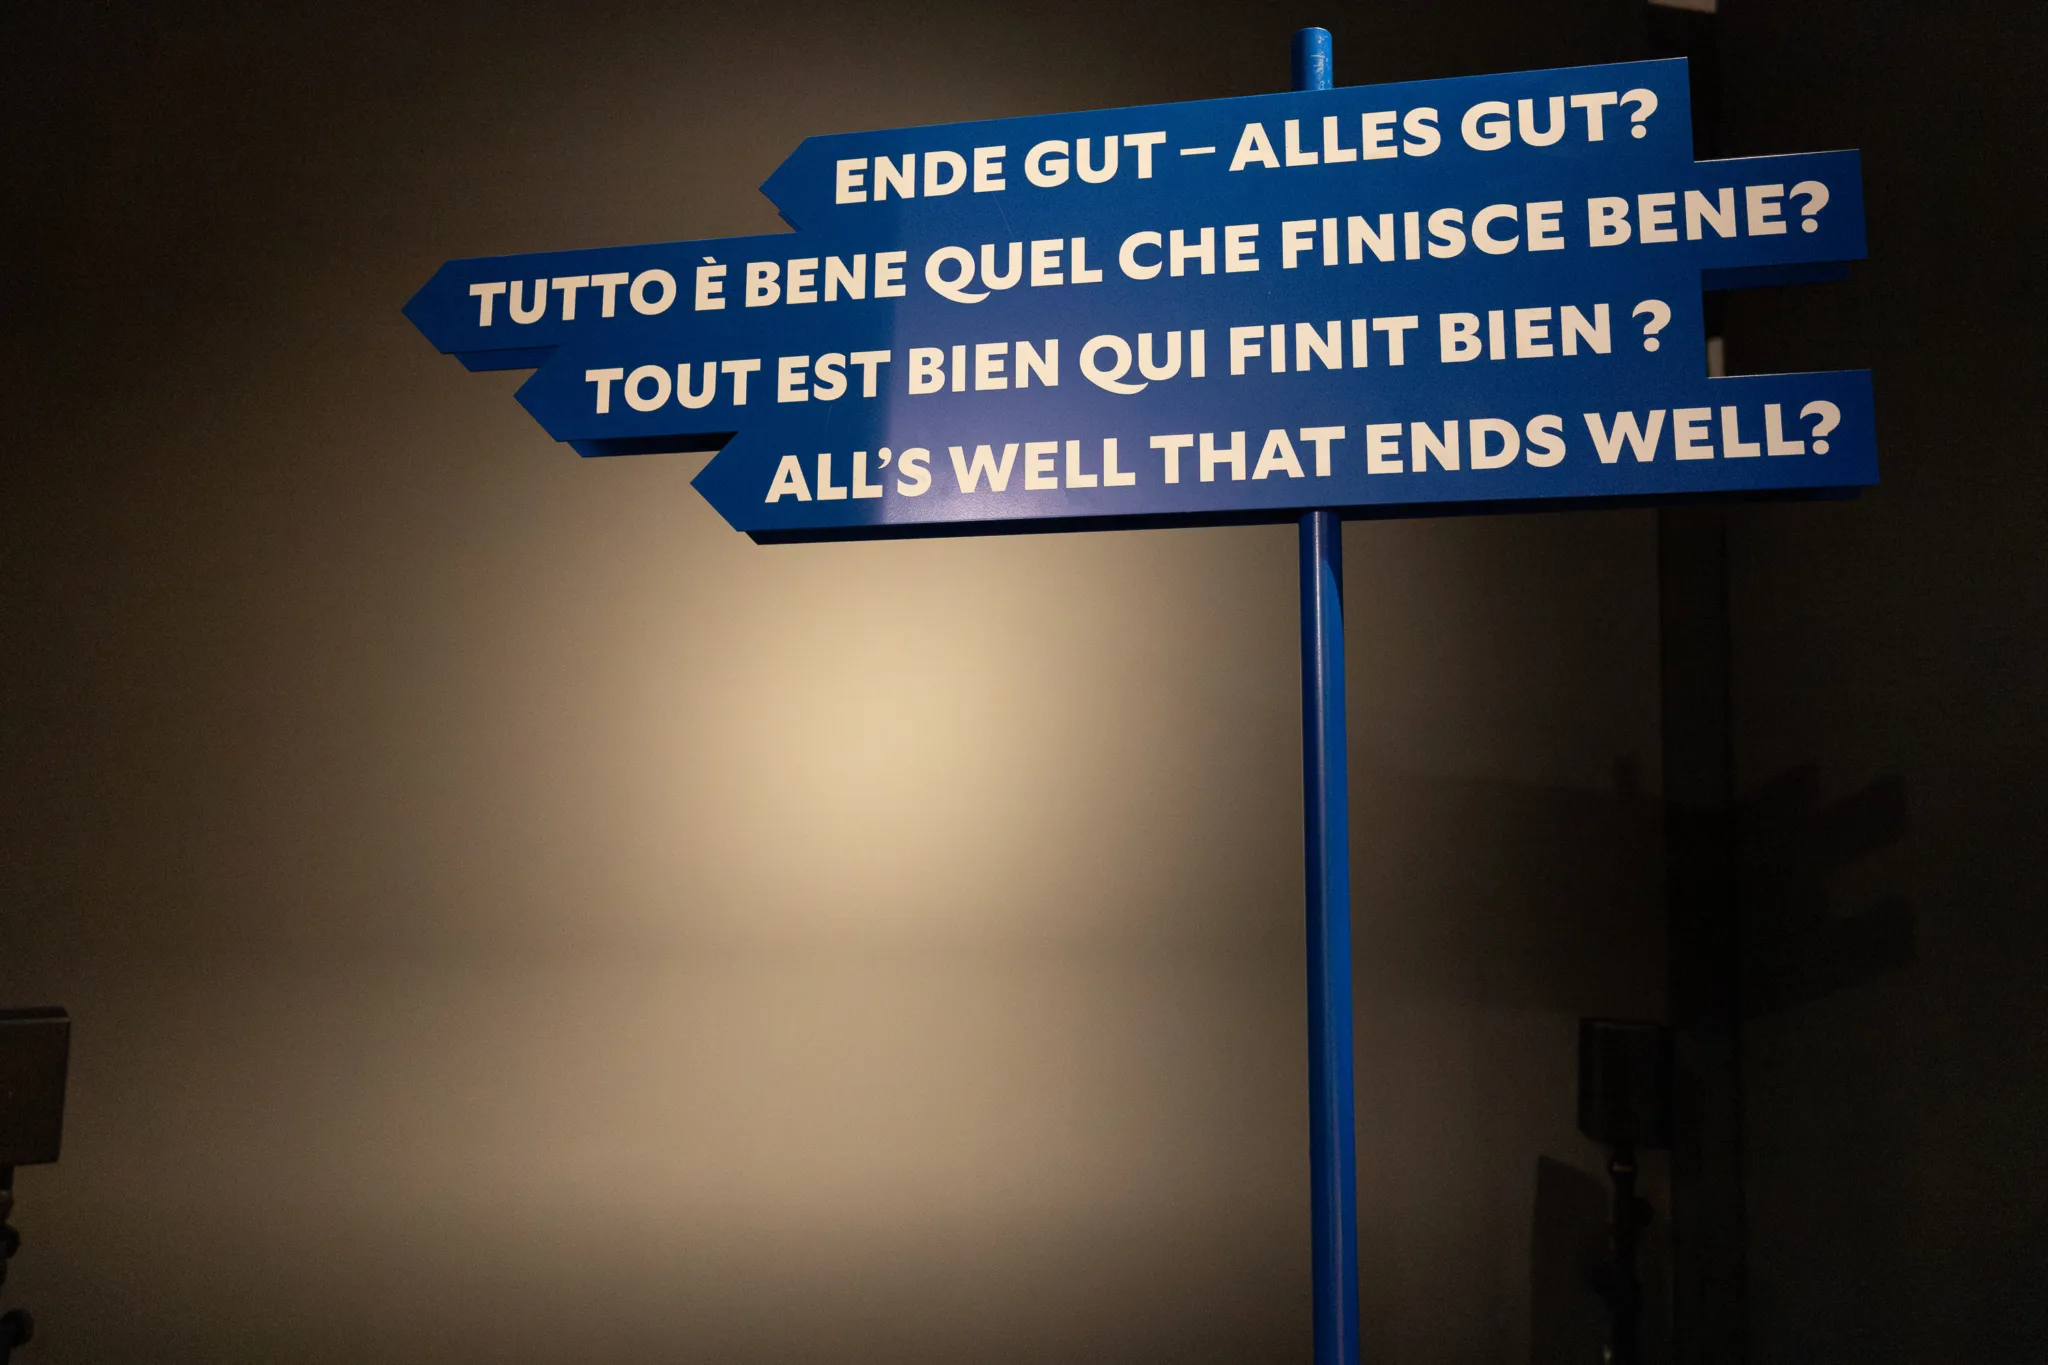 ENDE GUT – ALLES GUT?
TUTTO È BENE QUEL CHE FINISCE BENE?
TOUT EST BIEN QUI FINIT BIEN ?
ALL’S WELL THAT ENDS WELL?